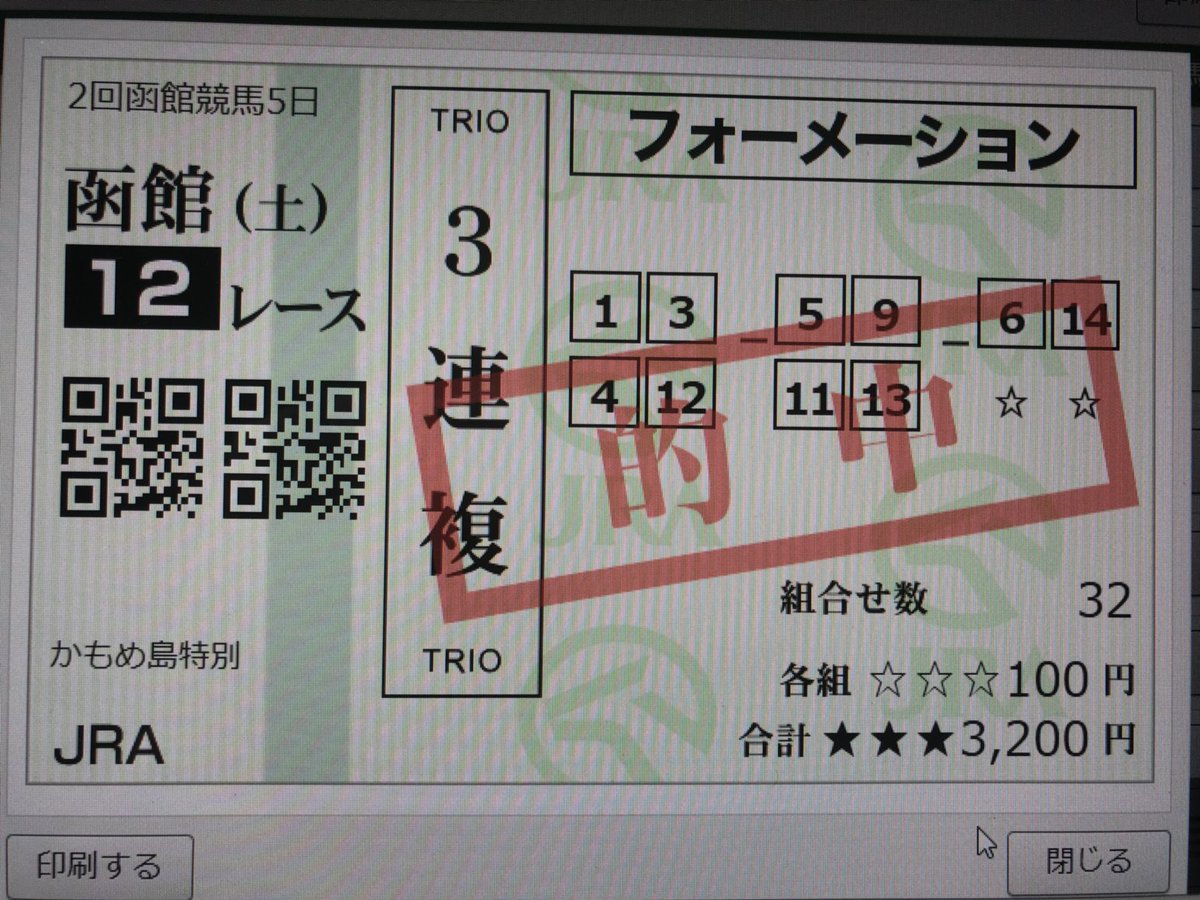 2回函館競馬5日
函館(土)
12レース
かもめ島特別
JRA
TRIO
3連複
TRIO
フォーメーション
1 3 – 5 9 – 6 14
4 12 11 13 ☆ ☆
的中
組合せ数 32
各組 ☆☆☆100円
合計 ★★★3,200円
印刷する
閉じる